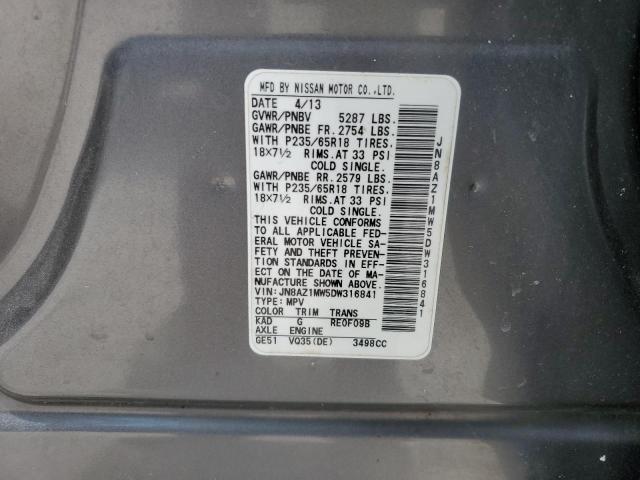 MFD BY NISSAN MOTOR CO.,LTD.
DATE 4/13
GVWR/PNBV 5287 LBS.
GAWR/PNBE FR. 2754 LBS.
WITH P235/65R18 TIRES.
18X7½ RIMS. AT 33 PSI
COLD SINGLE.
GAWR/PNBE RR. 2579 LBS.
WITH P235/65R18 TIRES.
18X7½ RIMS. AT 33 PSI
COLD SINGLE.
THIS VEHICLE CONFORMS
TO ALL APPLICABLE FED-
ERAL MOTOR VEHICLE SA-
FETY AND THEFT PREVEN-
TION STANDARDS IN EFF-
ECT ON THE DATE OF MA-
NUFACTURE SHOWN ABOVE.
VIN: JN8AZ1MW5DW316841
TYPE: MPV
COLOR TRIM TRANS
KAD G RE0F09B
AXLE ENGINE
GE51 VQ35(DE) 3498CC
JN8AZ1MW5DW316841